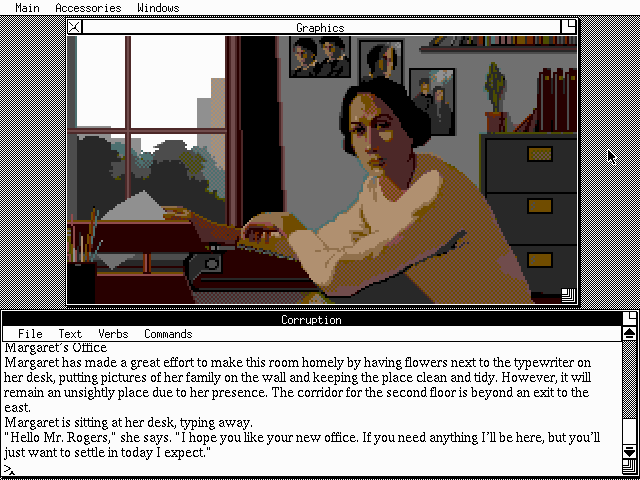 Main Accessories Windows
Graphics
Corruption
File Text Verbs Commands
Margaret's Office
Margaret has made a great effort to make this room homely by having flowers next to the typewriter on
her desk, putting pictures of her family on the wall and keeping the place clean and tidy. However, it will
remain an unsightly place due to her presence. The corridor for the second floor is beyond an exit to the
east.
Margaret is sitting at her desk, typing away.
"Hello Mr. Rogers," she says. "I hope you like your new office. If you need anything I'll be here, but you'll
just want to settle in today I expect."
>